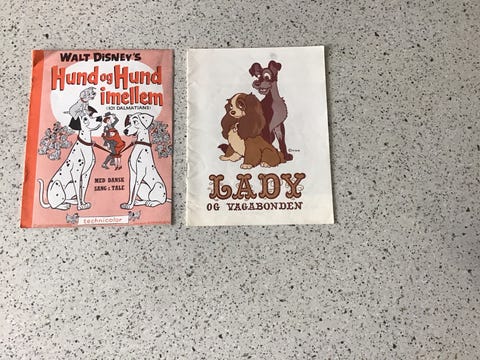 WALT DISNEY'S
Hund og Hund
imellem
(101 DALMATIANS)
MED DANSK
SANG & TALE
technicolor
LADY
OG VAGABONDEN